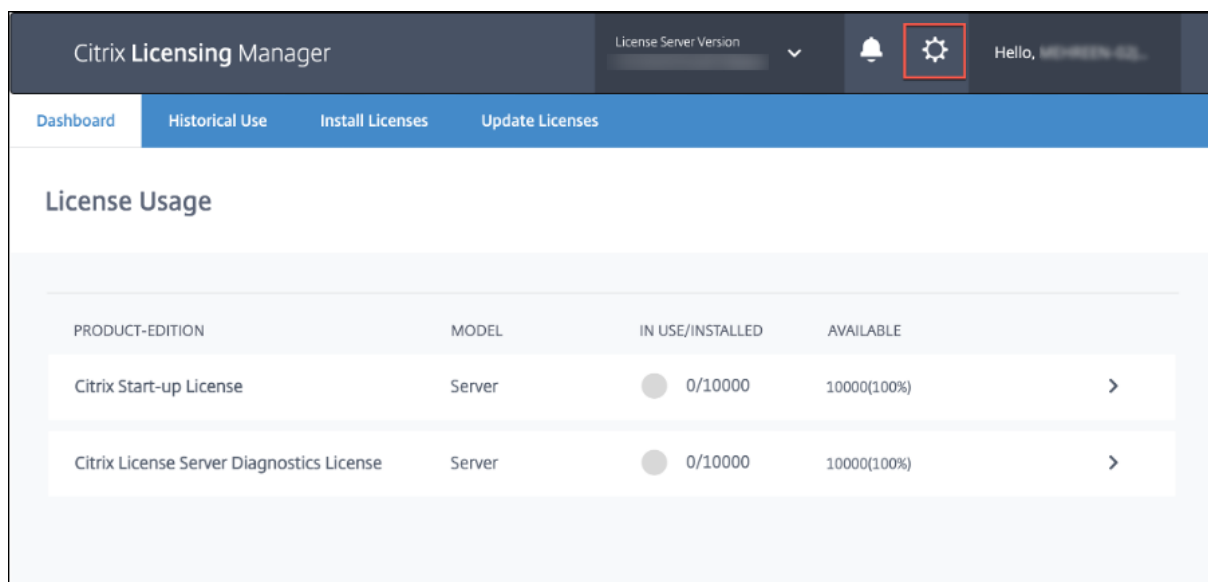 Citrix Licensing Manager
License Server Version
Hello,
Dashboard Historical Use Install Licenses Update Licenses
License Usage
PRODUCT-EDITION MODEL IN USE/INSTALLED AVAILABLE
Citrix Start-up License Server 0/10000 10000(100%)
Citrix License Server Diagnostics License Server 0/10000 10000(100%)